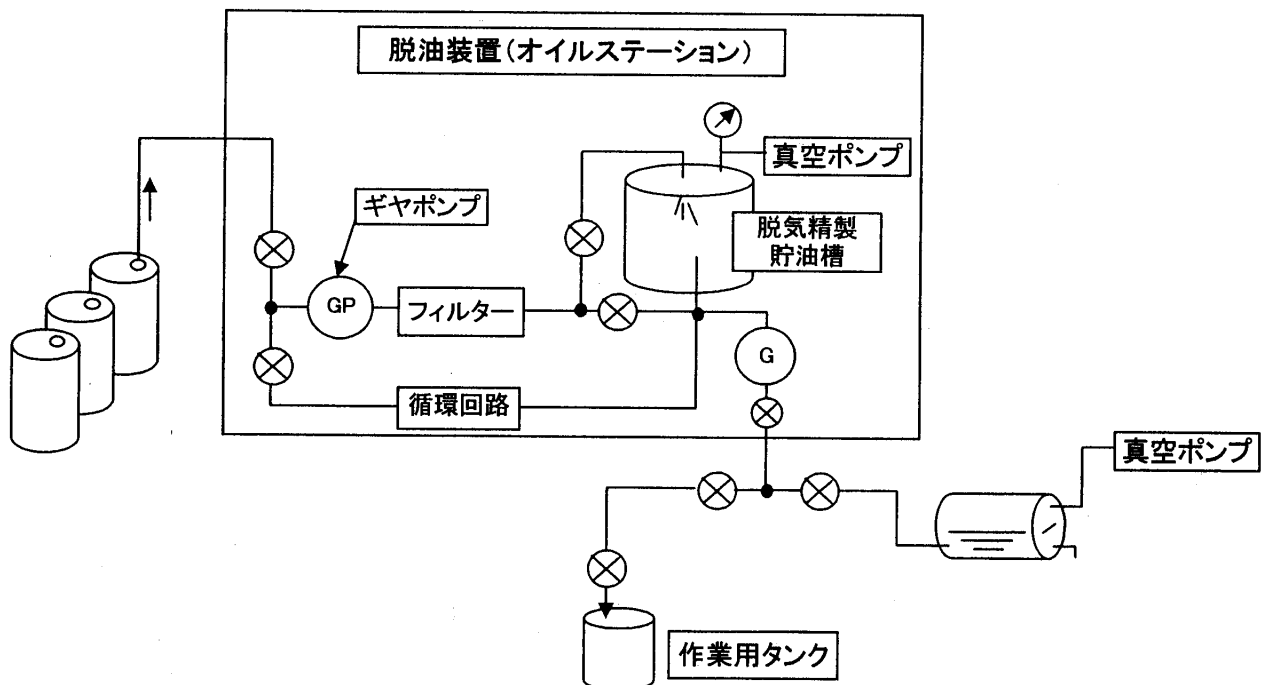 脱油装置(オイルステーション)
真空ポンプ
ギヤポンプ
脱気精製
貯油槽
GP
フィルター
G
循環回路
真空ポンプ
作業用タンク